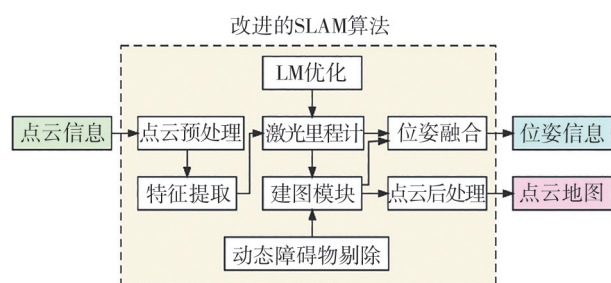 改进的SLAM算法
LM优化
点云信息
点云预处理
激光里程计
位姿融合
位姿信息
特征提取
建图模块
点云后处理
点云地图
动态障碍物剔除